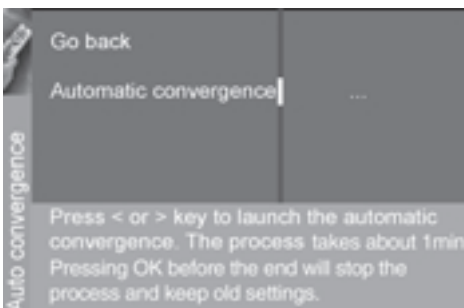 Go back
Automatic convergence
...
Auto convergence
Press < or > key to launch the automatic
convergence. The process takes about 1min
Pressing OK before the end will stop the
process and keep old settings.